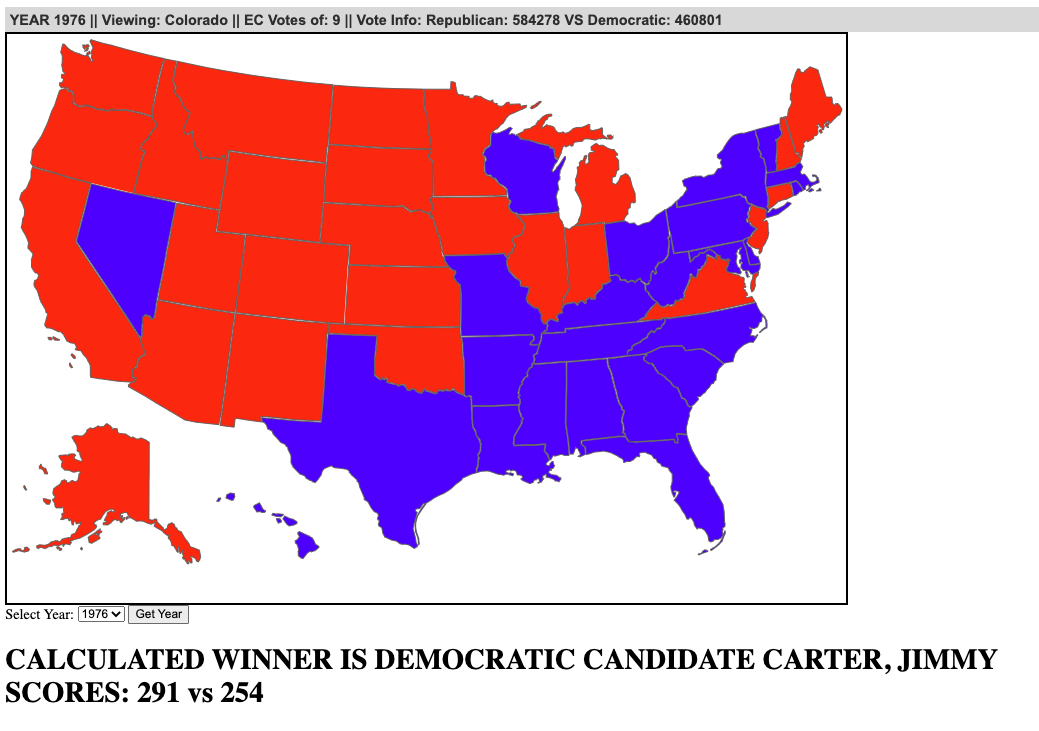 YEAR 1976 || Viewing: Colorado || EC Votes of: 9 || Vote Info: Republican: 584278 VS Democratic: 460801
Select Year: 1976 Get Year
CALCULATED WINNER IS DEMOCRATIC CANDIDATE CARTER, JIMMY
SCORES: 291 vs 254